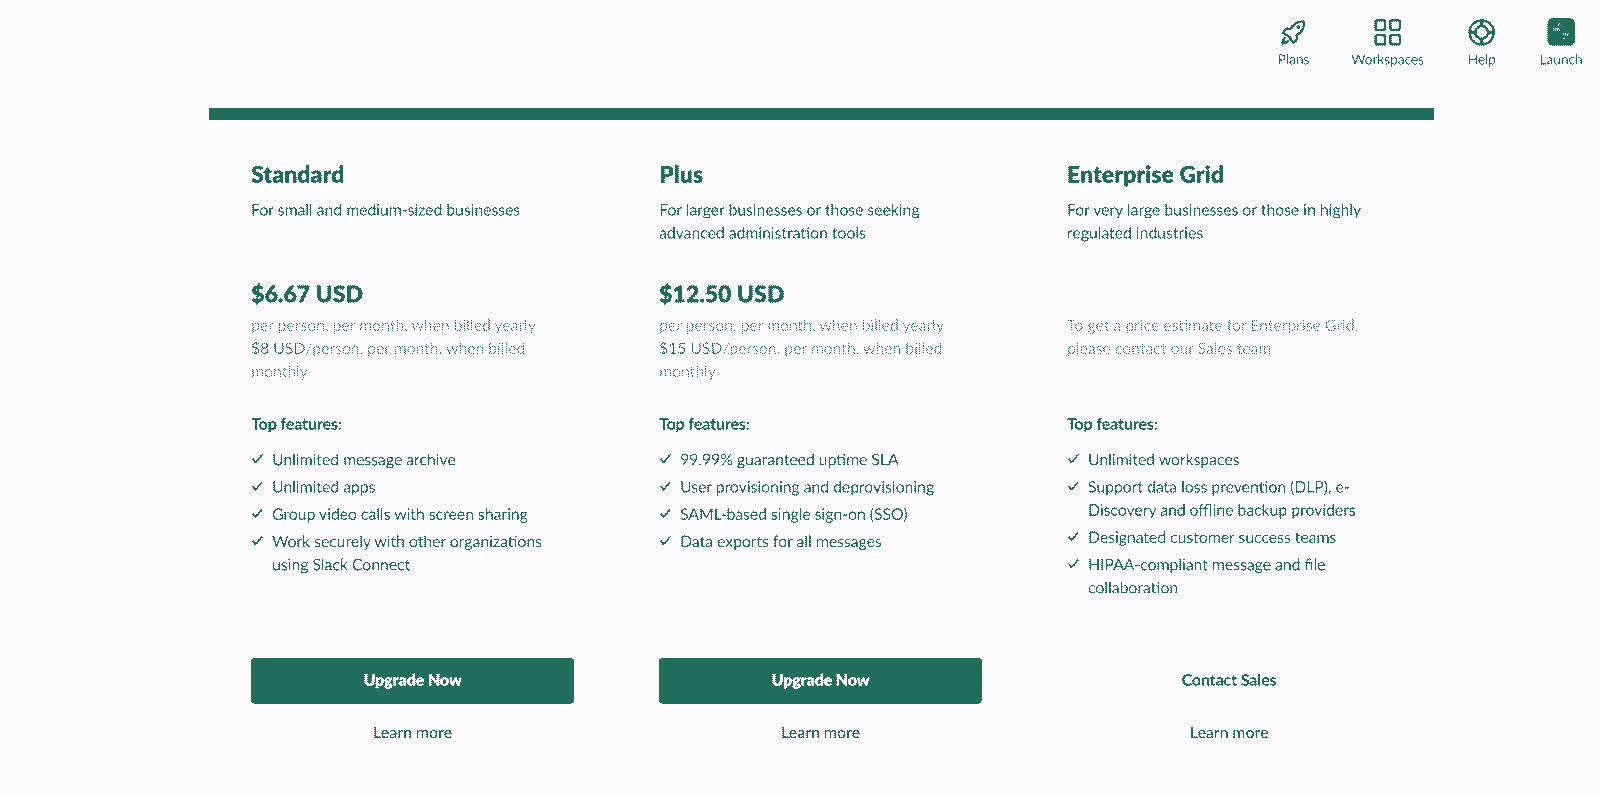 Plans
Workspaces
Help
Launch
Standard
For small and medium-sized businesses
$6.67 USD
per person, per month, when billed yearly
$8 USD/person, per month, when billed
monthly
Top features:
Unlimited message archive
Unlimited apps
Group video calls with screen sharing
Work securely with other organizations
using Slack Connect
Upgrade Now
Learn more
Plus
For larger businesses or those seeking
advanced administration tools
$12.50 USD
per person, per month, when billed yearly
$15 USD/person, per month, when billed
monthly
Top features:
99.99% guaranteed uptime SLA
User provisioning and deprovisioning
SAML-based single sign-on (SSO)
Data exports for all messages
Upgrade Now
Learn more
Enterprise Grid
For very large businesses or those in highly
regulated industries
To get a price estimate for Enterprise Grid,
please contact our Sales team
Top features:
Unlimited workspaces
Support data loss prevention (DLP), e-
Discovery and offline backup providers
Designated customer success teams
HIPAA-compliant message and file
collaboration
Contact Sales
Learn more